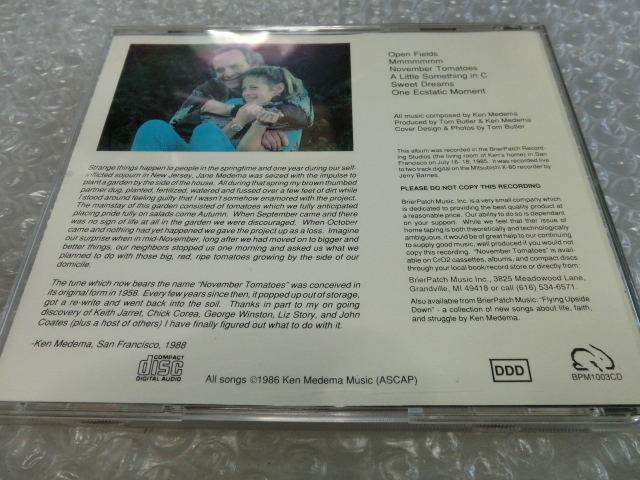 Open Fields
Mmmmmmm
November Tomatoes
A Little Something in C
Sweet Dreams
One Ecstatic Moment
All music composed by Ken Medema
Produced by Tom Butler & Ken Medema
Cover Design & Photos by Tom Butler
This album was recorded in the BrierPatch Record-
ing Studios (the living room of Ken's home) in San
Francisco on July 16-18, 1985. It was recorded live
to two track digital on the Mitsubishi X-80 recorder by
Jerry Barnes.
PLEASE DO NOT COPY THIS RECORDING
BrierPatch Music, Inc. is a very small company which
is dedicated to providing the best quality product at
a reasonable price. Our ability to do so is dependant
on your support. While we feel that the issue of
home taping is both theoretically and technologically
ambiguous, it would be of great help to our continuing
to supply good music, well produced if you would not
copy this recording. "November Tomatoes" is avail-
able on CrO2 cassettes, albums, and compact discs
through your local book/record store or directly from:
BrierPatch Music Inc., 3825 Meadowood Lane,
Grandville, MI 49418 or call (616) 534-6571.
Also available from BrierPatch Music: "Flying Upside
Down" - a collection of new songs about life, faith,
and struggle by Ken Medema.
Strange things happen to people in the springtime and one year during our self-
inflicted sojourn in New Jersey, Jane Medema was seized with the impulse to
plant a garden by the side of the house. All during that spring my brown thumbed
partner dug, planted, fertilized, watered and fussed over a few feet of dirt while
I stood around feeling guilty that I wasn't somehow enamored with the project.
The mainstay of this garden consisted of tomatoes which we fully anticipated
placing pride fully on salads come Autumn. When September came and there
was no sign of life at all in the garden we were discouraged. When October
came and nothing had yet happened we gave the project up as a loss. Imagine
our surprise when in mid-November, long after we had moved on to bigger and
better things, our neighbors stopped us one morning and asked us what we
planned to do with those big, red, ripe tomatoes growing by the side of our
domicile.
The tune which now bears the name "November Tomatoes" was conceived in
its original form in 1958. Every few years since then, it popped up out of storage,
got a re-write and went back into the soil. Thanks in part to my on going
discovery of Keith Jarret, Chick Corea, George Winston, Liz Story, and John
Coates (plus a host of others) I have finally figured out what to do with it.
-Ken Medema, San Francisco, 1988
COMPACT
disc
DIGITAL AUDIO
All songs ©1986 Ken Medema Music (ASCAP)
DDD
BPM1003CD